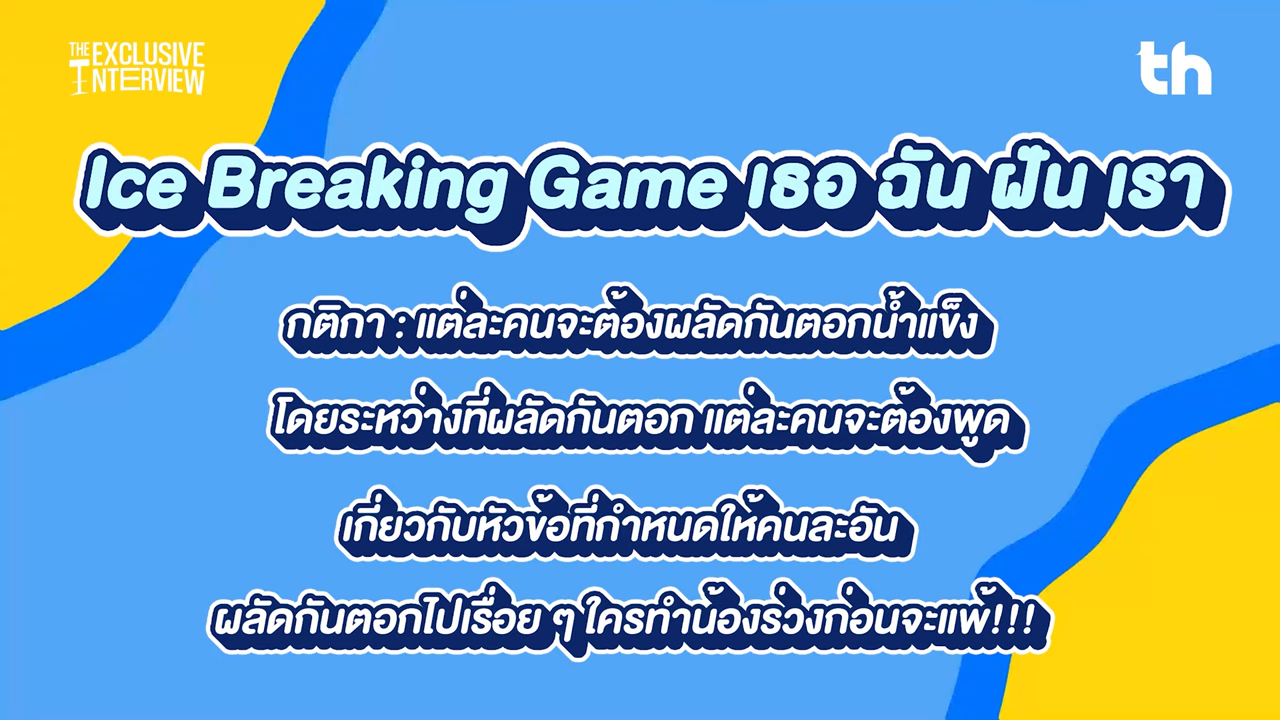 THE EXCLUSIVE
INTERVIEW
th
Ice Breaking Game เธอ ฉัน ฝัน เรา
กติกา : แต่ละคนจะต้องผลัดกันตอกน้ำแข็ง
โดยระหว่างที่ผลัดกันตอก แต่ละคนจะต้องพูด
เกี่ยวกับหัวข้อที่กำหนดให้คนละอัน
ผลัดกันตอกไปเรื่อย ๆ ใครทำน้องร่วงก่อนจะแพ้!!!